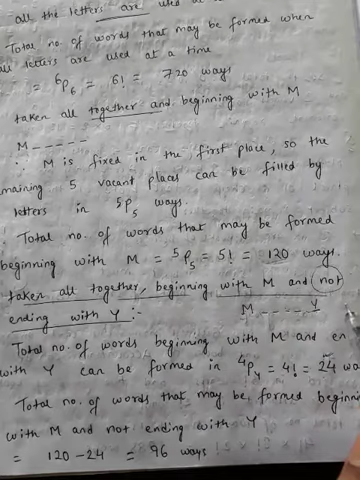 all the letters are used at a
Total no. of words that may be formed when
all letters are used at a time
= ⁶P₆ = 6! = 720 ways
taken all together and beginning with M
M - - - - -
∵ M is fixed in the first place, so the
maining 5 vacant places can be filled by
letters in ⁵P₅ ways.
Total no. of words that may be formed
beginning with M = ⁵P₅ = 5! = 120 ways.
taken all together, beginning with M and not
ending with Y :-
M - - - - Y
Total no. of words beginning with M and en
with Y can be formed in ⁴P₄ = 4! = 24 wa
Total no. of words that may be formed beginnin
with M and not ending with Y
= 120 - 24 = 96 ways